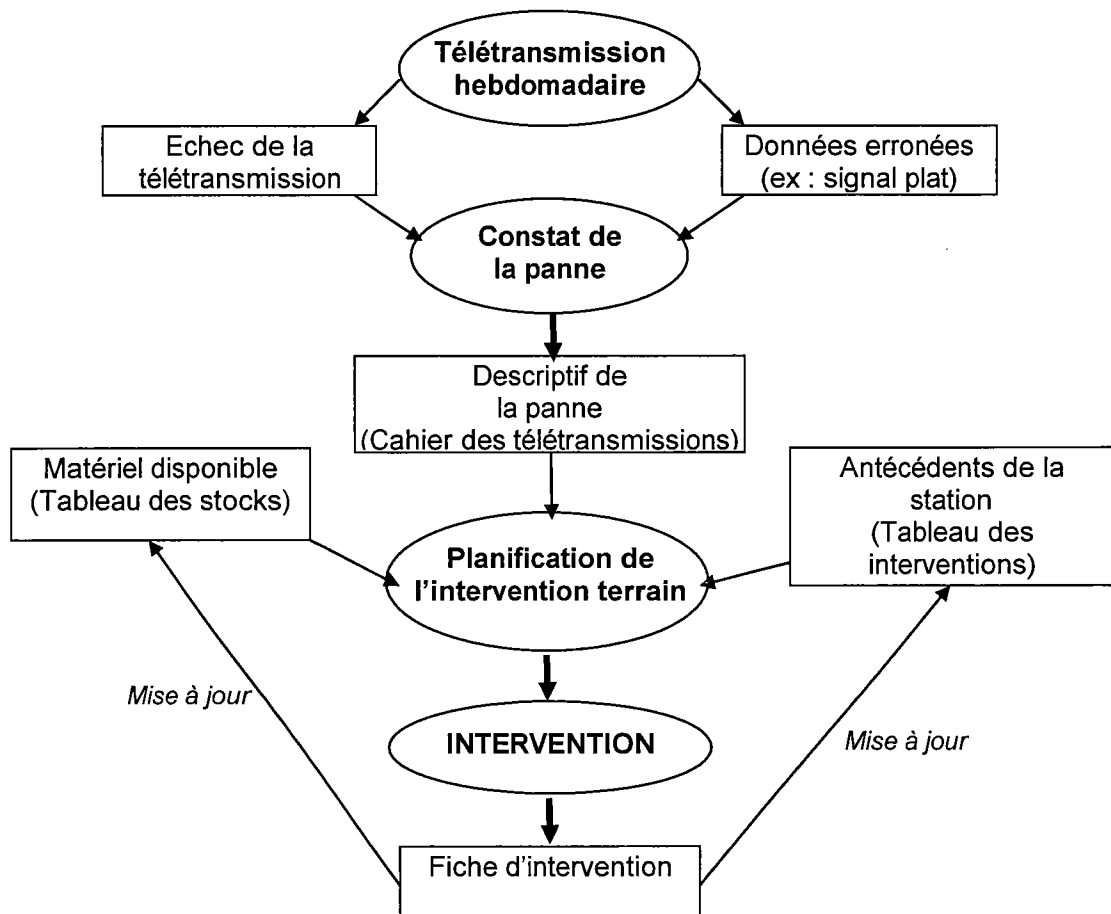 Télétransmission
hebdomadaire
Echec de la
télétransmission
Données erronées
(ex : signal plat)
Constat de
la panne
Descriptif de
la panne
(Cahier des télétransmissions)
Matériel disponible
(Tableau des stocks)
Antécédents de la
station
(Tableau des
interventions)
Planification de
l'intervention terrain
Mise à jour
INTERVENTION
Mise à jour
Fiche d'intervention